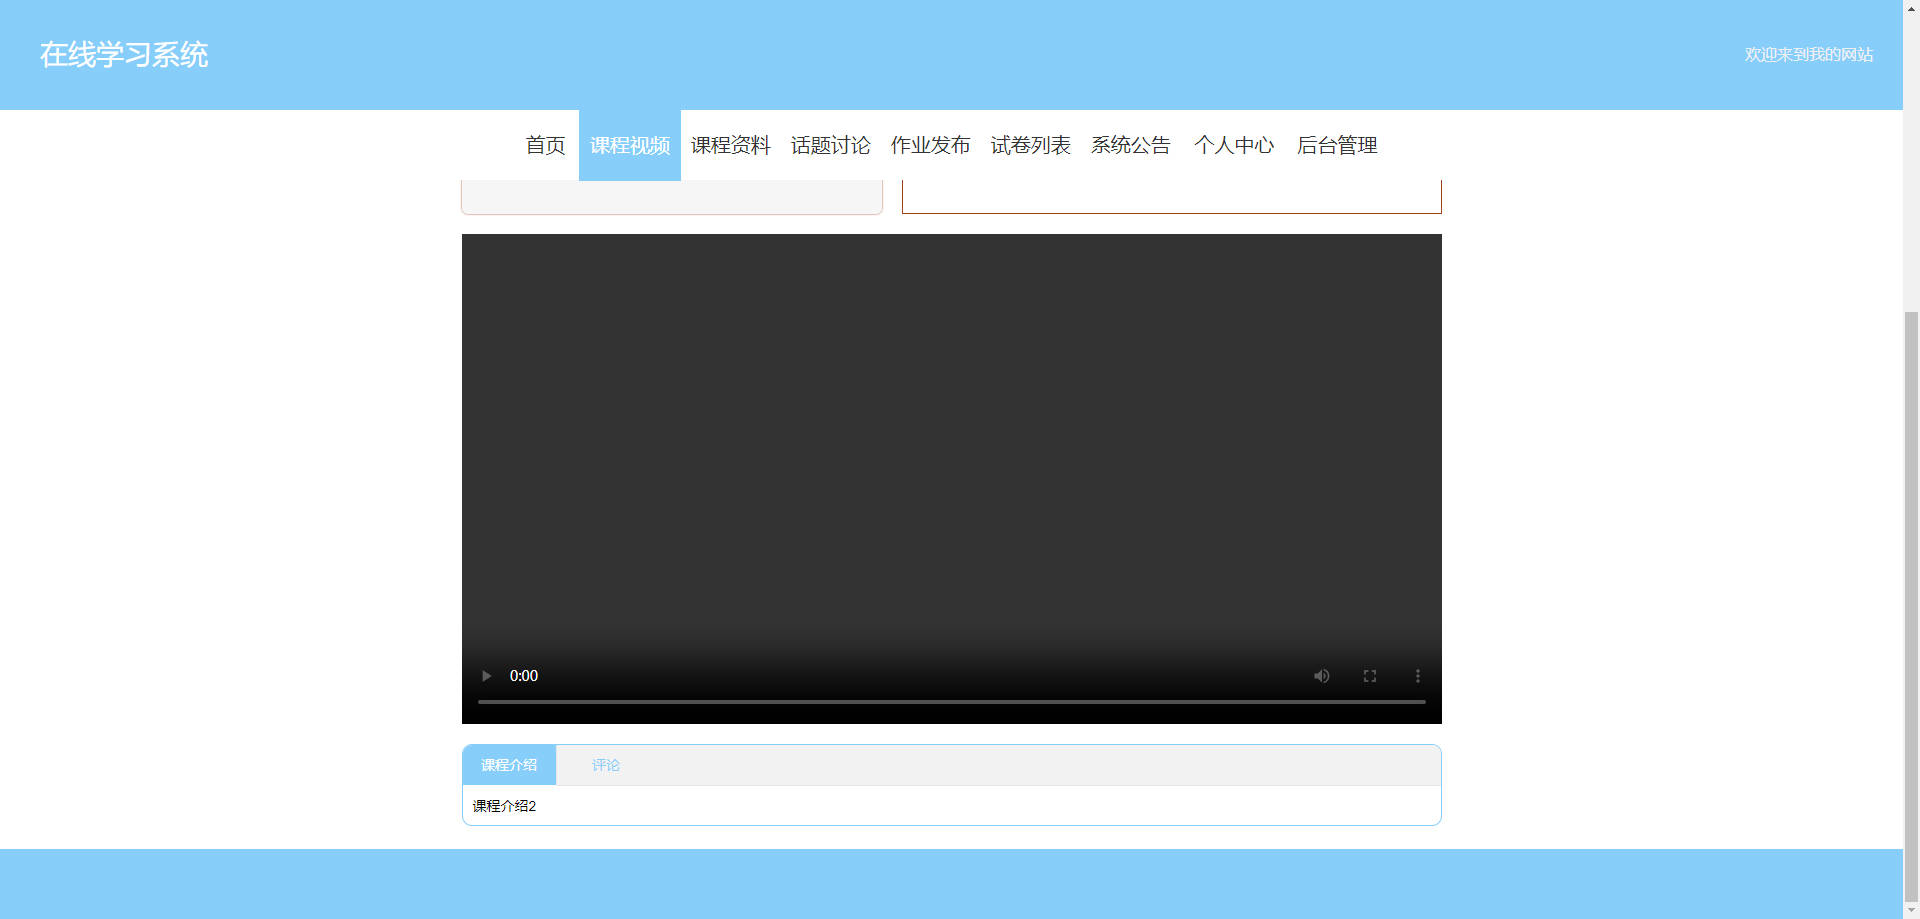 在线学习系统
欢迎来到我的网站
首页 课程视频 课程资料 话题讨论 作业发布 试卷列表 系统公告 个人中心 后台管理
0:00
课程介绍 评论
课程介绍2